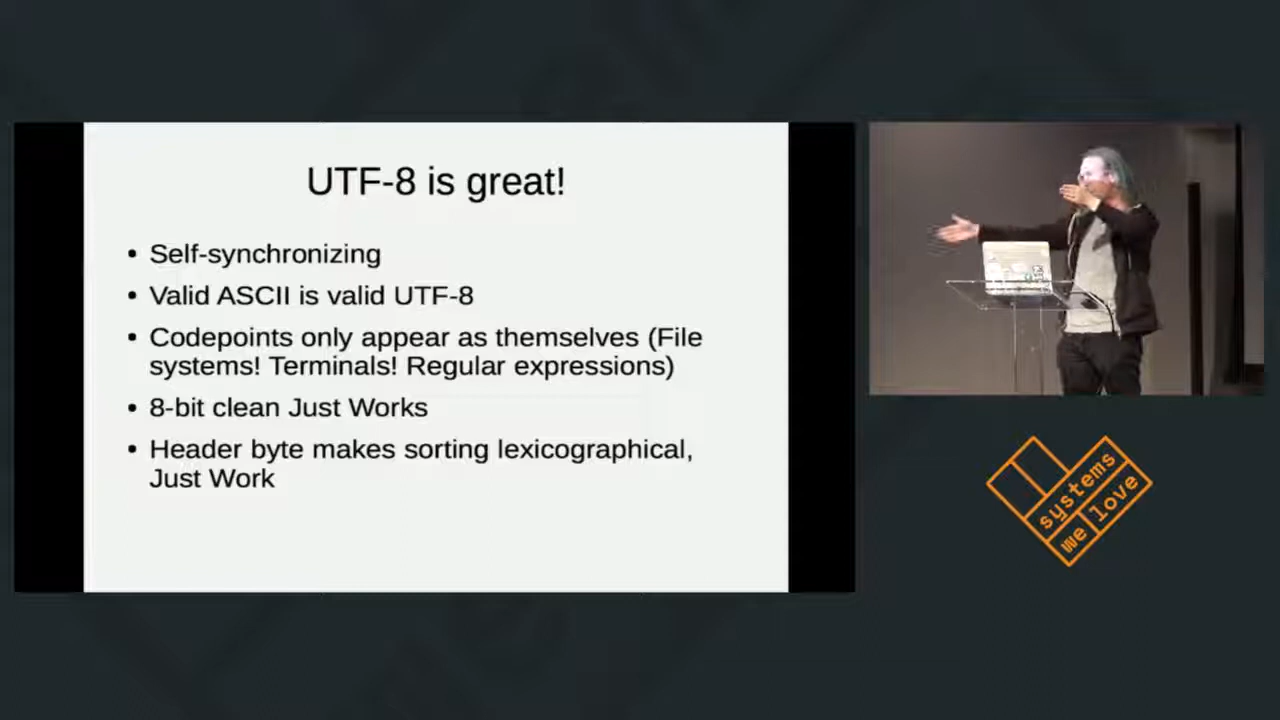 UTF-8 is great!
• Self-synchronizing
• Valid ASCII is valid UTF-8
• Codepoints only appear as themselves (File
systems! Terminals! Regular expressions)
• 8-bit clean Just Works
• Header byte makes sorting lexicographical,
Just Work
systems
we love